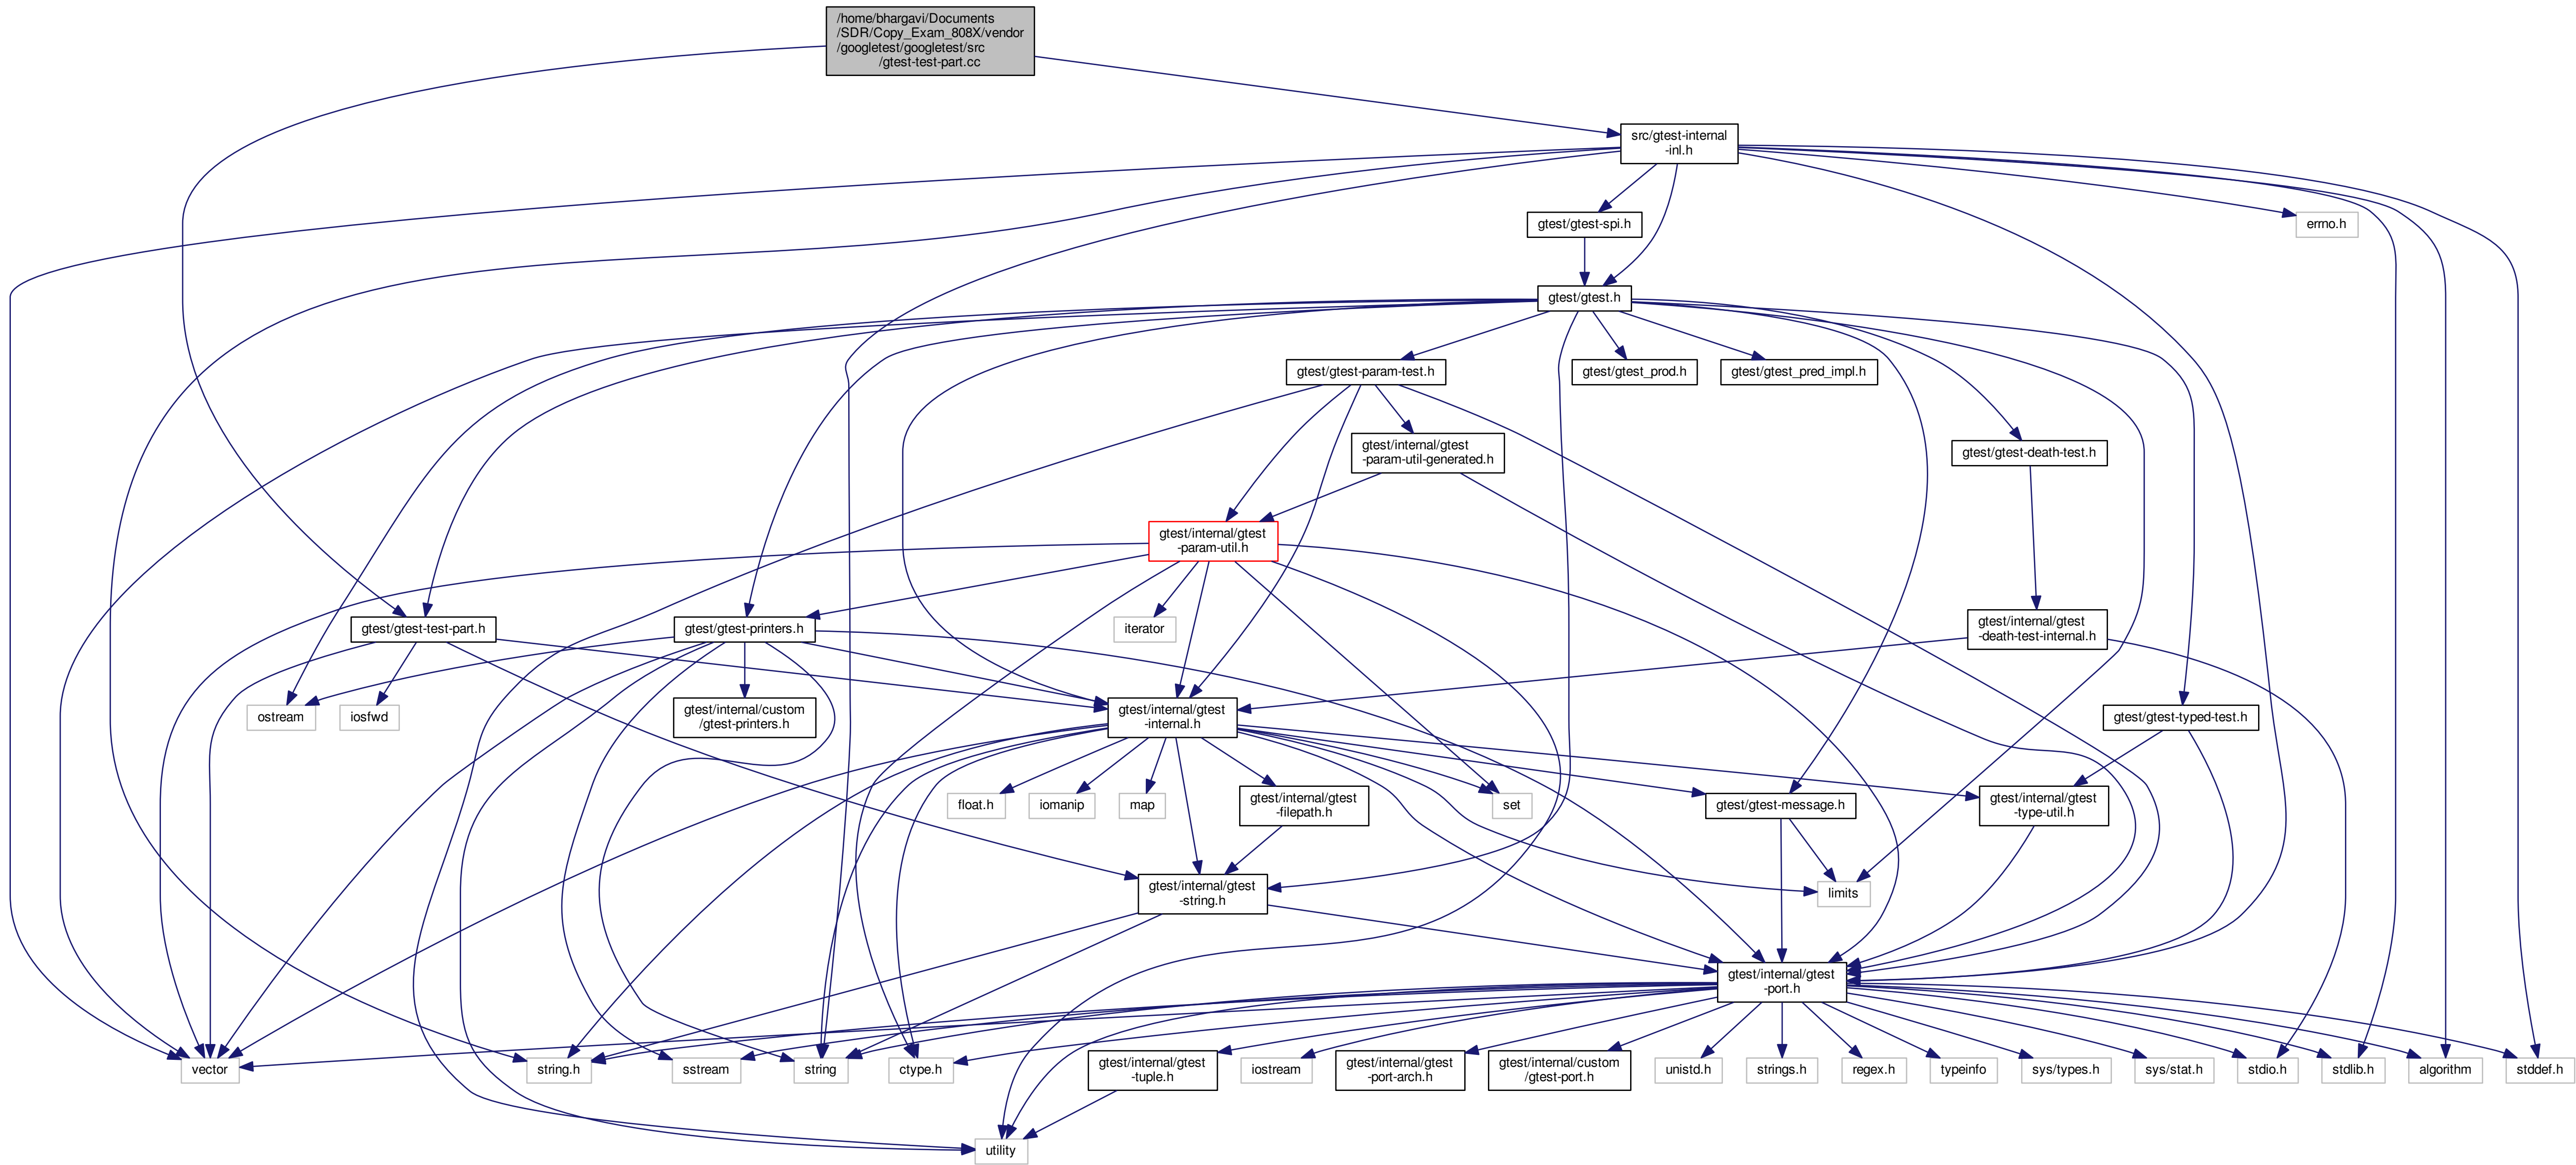 /home/bhargavi/Documents
/SDR/Copy_Exam_808X/vendor
/googletest/googletest/src
/gtest-test-part.cc
src/gtest-internal
-inl.h
gtest/gtest-spi.h
errno.h
gtest/gtest.h
gtest/gtest-param-test.h
gtest/gtest_prod.h
gtest/gtest_pred_impl.h
gtest/internal/gtest
-param-util-generated.h
gtest/gtest-death-test.h
gtest/internal/gtest
-param-util.h
gtest/gtest-test-part.h
gtest/gtest-printers.h
iterator
gtest/internal/gtest
-death-test-internal.h
ostream
iosfwd
gtest/internal/custom
/gtest-printers.h
gtest/internal/gtest
-internal.h
gtest/gtest-typed-test.h
float.h
iomanip
map
gtest/internal/gtest
-filepath.h
set
gtest/gtest-message.h
gtest/internal/gtest
-type-util.h
gtest/internal/gtest
-string.h
limits
gtest/internal/gtest
-port.h
vector
string.h
sstream
string
ctype.h
gtest/internal/gtest
-tuple.h
iostream
gtest/internal/gtest
-port-arch.h
gtest/internal/custom
/gtest-port.h
unistd.h
strings.h
regex.h
typeinfo
sys/types.h
sys/stat.h
stdio.h
stdlib.h
algorithm
stddef.h
utility